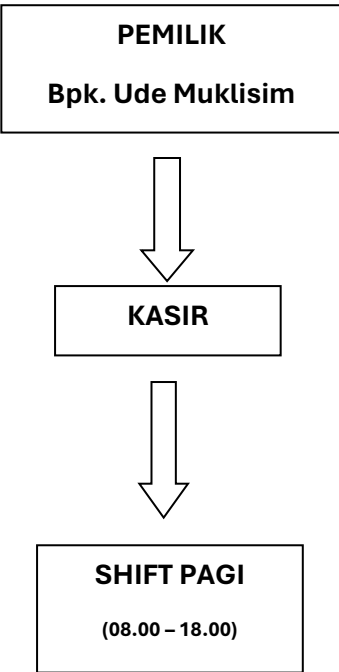 PEMILIK
Bpk. Ude Muklisim
KASIR
SHIFT PAGI
(08.00 – 18.00)